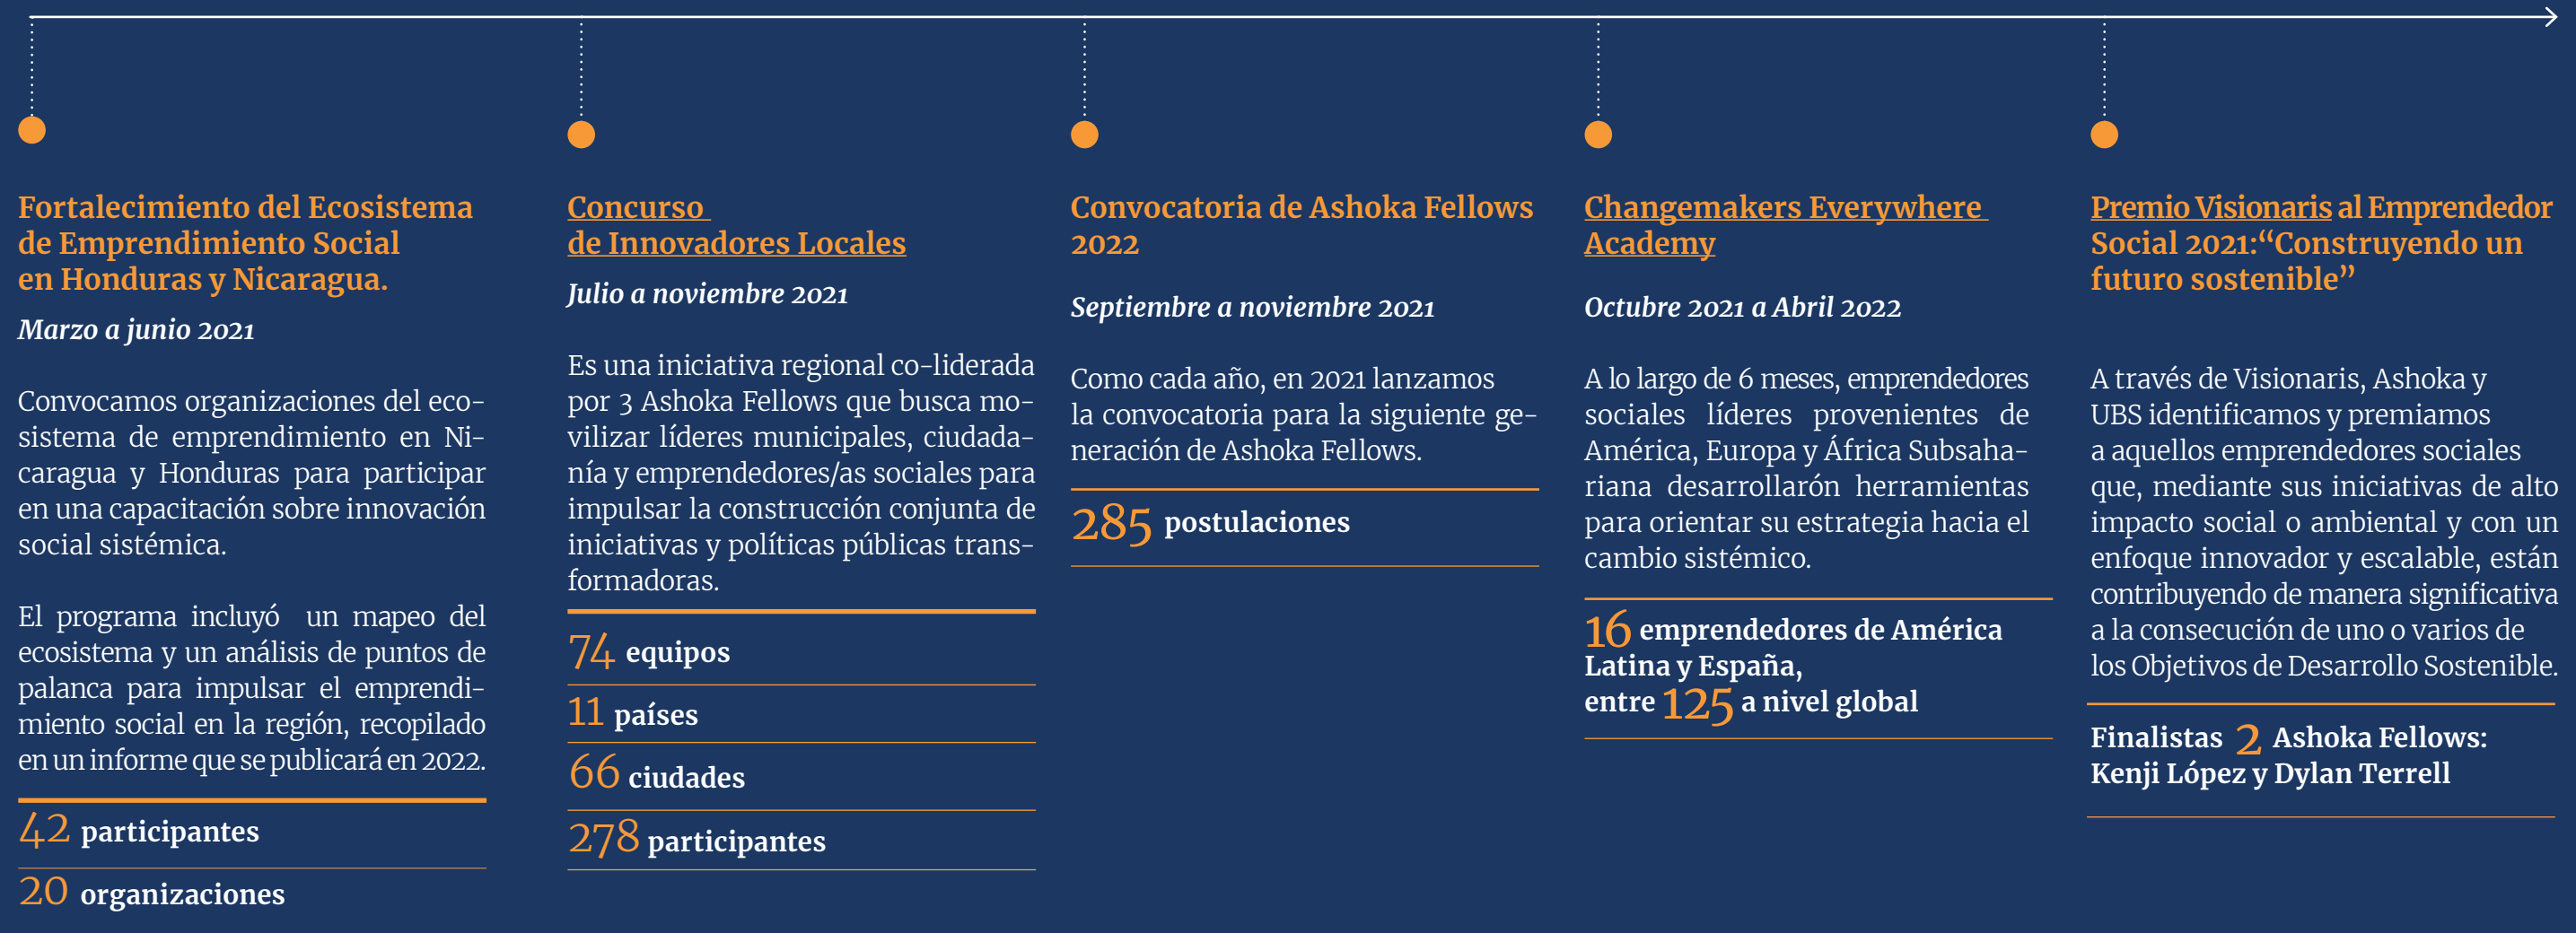 Fortalecimiento del Ecosistema
de Emprendimiento Social
en Honduras y Nicaragua.
Marzo a junio 2021
Convocamos organizaciones del eco-
sistema de emprendimiento en Ni-
caragua y Honduras para participar
en una capacitación sobre innovación
social sistémica.
El programa incluyó un mapeo del
ecosistema y un análisis de puntos de
palanca para impulsar el emprendi-
miento social en la región, recopilado
en un informe que se publicará en 2022.
42 participantes
20 organizaciones
Concurso
de Innovadores Locales
Julio a noviembre 2021
Es una iniciativa regional co-liderada
por 3 Ashoka Fellows que busca mo-
vilizar líderes municipales, ciudada-
nía y emprendedores/as sociales para
impulsar la construcción conjunta de
iniciativas y políticas públicas trans-
formadoras.
74 equipos
11 países
66 ciudades
278 participantes
Convocatoria de Ashoka Fellows
2022
Septiembre a noviembre 2021
Como cada año, en 2021 lanzamos
la convocatoria para la siguiente ge-
neración de Ashoka Fellows.
285 postulaciones
Changemakers Everywhere
Academy
Octubre 2021 a Abril 2022
A lo largo de 6 meses, emprendedores
sociales líderes provenientes de
América, Europa y África Subsaha-
riana desarrollarón herramientas
para orientar su estrategia hacia el
cambio sistémico.
16 emprendedores de América
Latina y España,
entre 125 a nivel global
Premio Visionaris al Emprendedor
Social 2021:“Construyendo un
futuro sostenible”
A través de Visionaris, Ashoka y
UBS identificamos y premiamos
a aquellos emprendedores sociales
que, mediante sus iniciativas de alto
impacto social o ambiental y con un
enfoque innovador y escalable, están
contribuyendo de manera significativa
a la consecución de uno o varios de
los Objetivos de Desarrollo Sostenible.
Finalistas 2 Ashoka Fellows:
Kenji López y Dylan Terrell